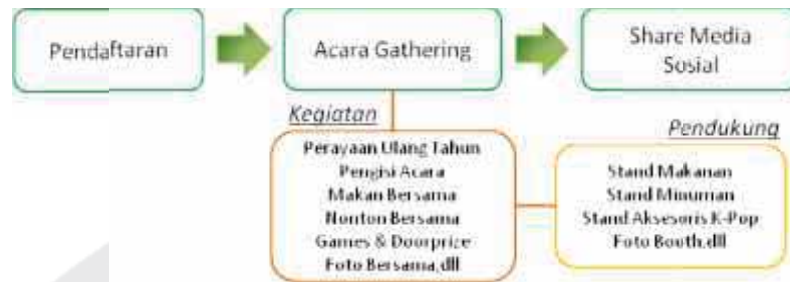 Pendaftaran
Acara Gathering
Share Media
Sosial
Kegiatan
Perayaan Ulang Tahun
Pengisi Acara
Makan Bersama
Nonton Bersama
Games & Doorprize
Foto Bersama,dll
Pendukung
Stand Makanan
Stand Minuman
Stand Aksesoris K-Pop
Foto Booth,dll